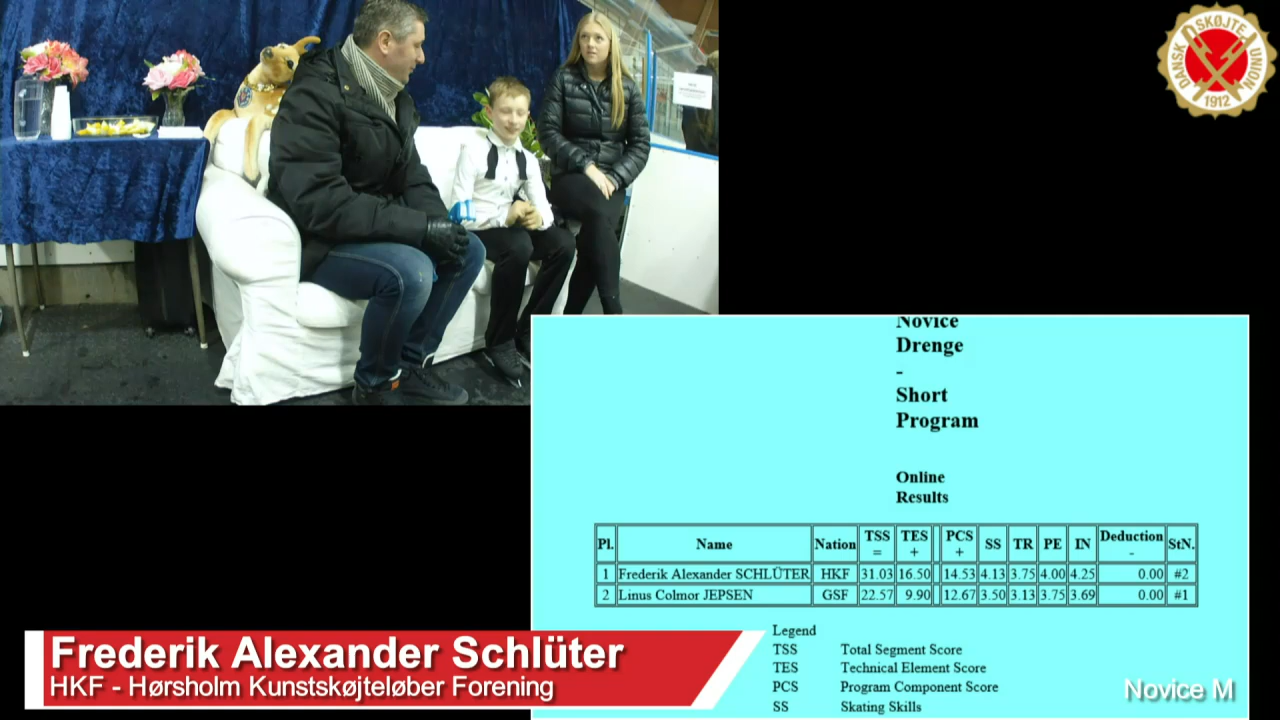 DANSK SKØJTE UNION
1912
Novice
Drenge
-
Short
Program
Online
Results
Pl. Name Nation TSS = TES + PCS + SS TR PE IN Deduction - StN.
1 Frederik Alexander SCHLÜTER HKF 31.03 16.50 14.53 4.13 3.75 4.00 4.25 0.00 #2
2 Linus Colmor JEPSEN GSF 22.57 9.90 12.67 3.50 3.13 3.75 3.69 0.00 #1
Legend
TSS Total Segment Score
TES Technical Element Score
PCS Program Component Score
SS Skating Skills
Frederik Alexander Schlüter
HKF - Hørsholm Kunstskøjteløber Forening
Novice M